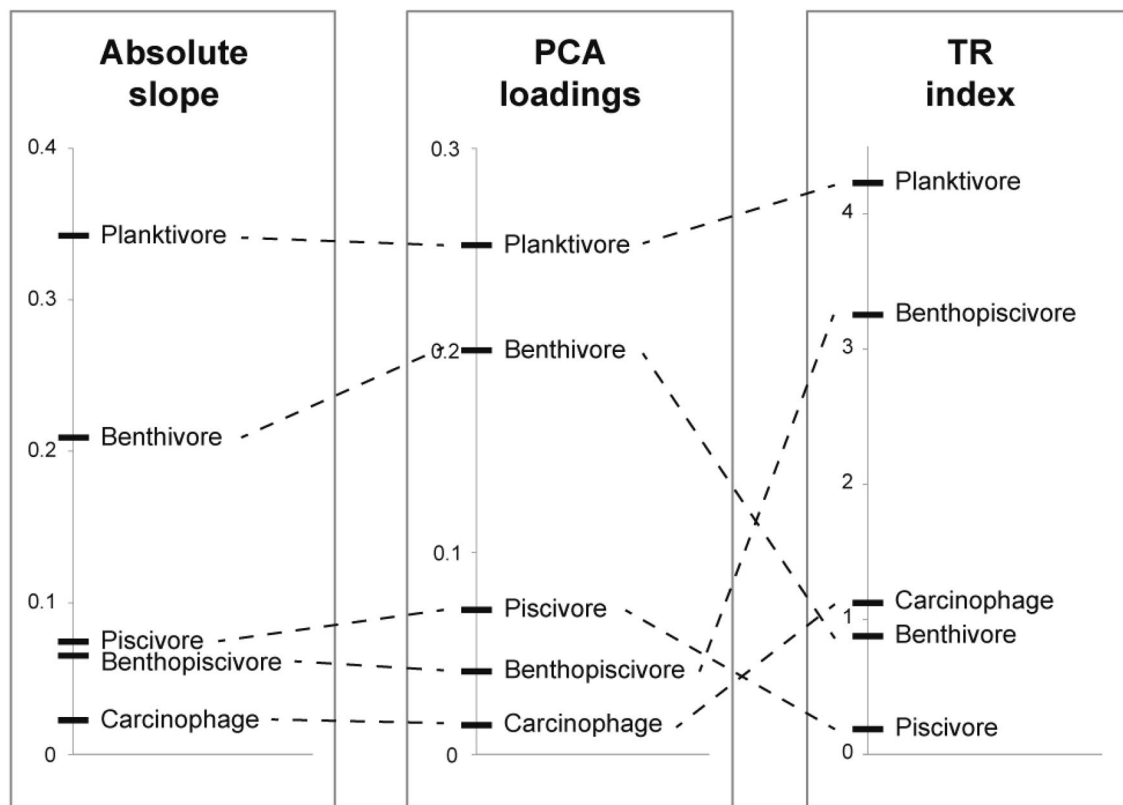 Absolute
slope
0.4
Planktivore
0.3
Benthivore
0.2
0.1
Piscivore
Benthopiscivore
Carcinophage
0
PCA
loadings
0.3
Planktivore
0.2
Benthivore
0.1
Piscivore
Benthopiscivore
Carcinophage
0
TR
index
Planktivore
4
Benthopiscivore
3
2
Carcinophage
1
Benthivore
Piscivore
0